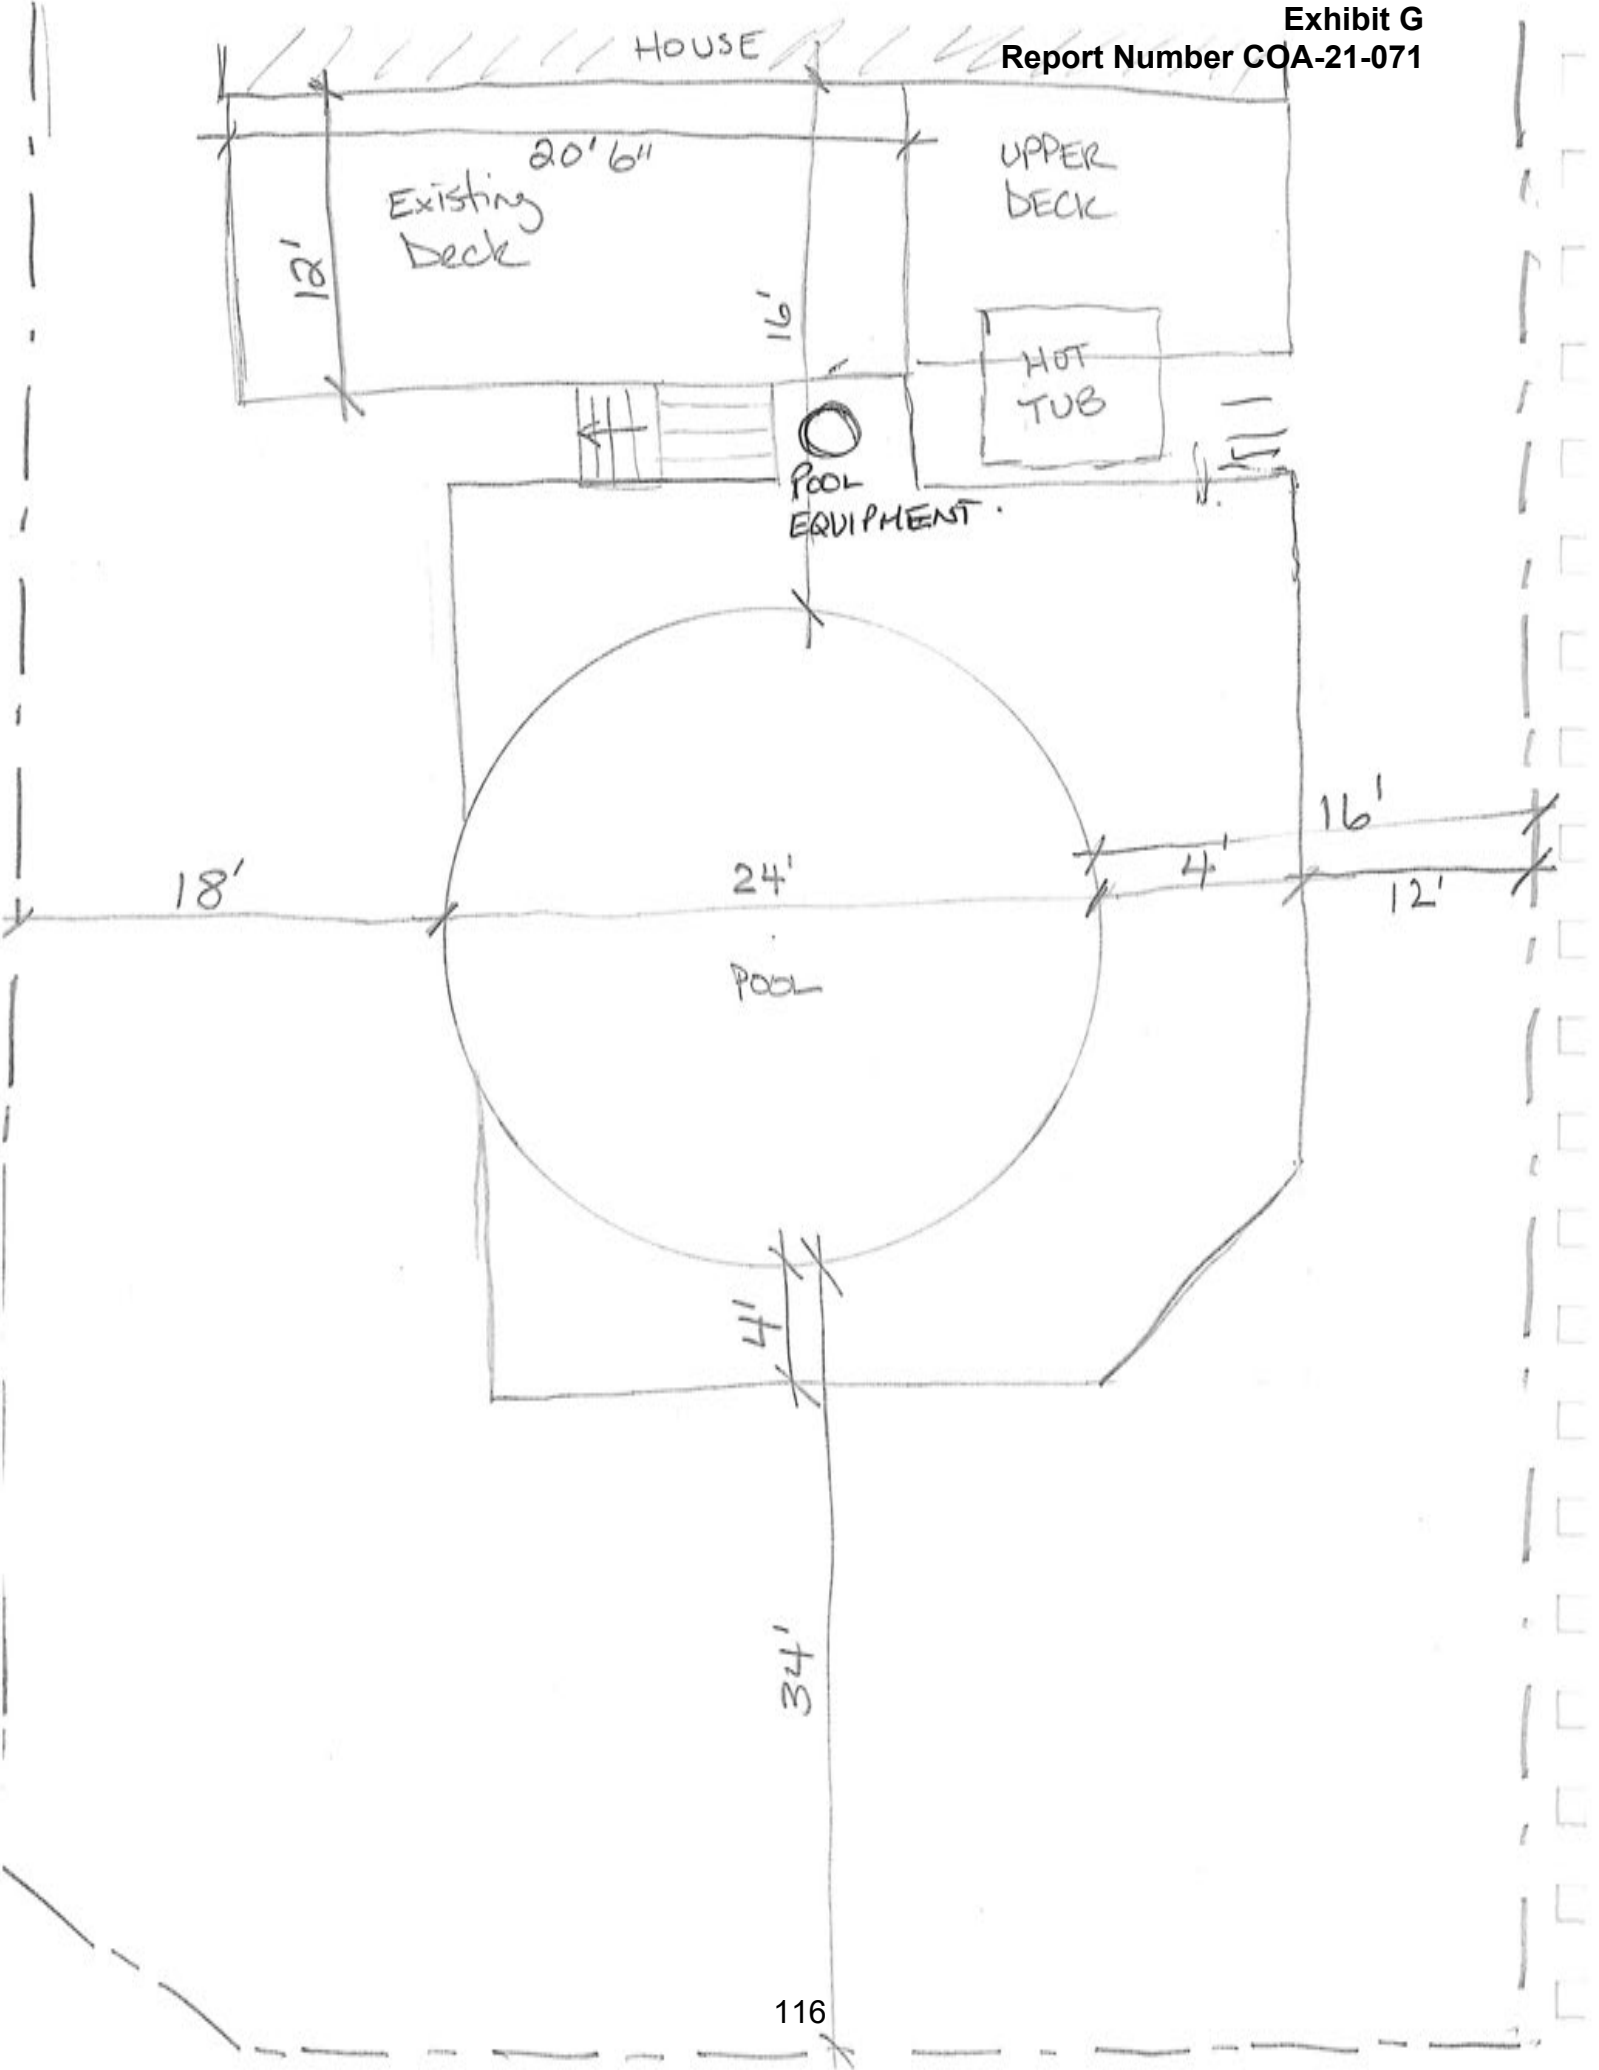 Exhibit G
Report Number COA-21-071
HOUSE
20' 6"
UPPER
DECK
Existing
Deck
12'
16'
HOT
TUB
POOL
EQUIPMENT.
16'
4'
12'
18'
24'
POOL
4'
34'
116